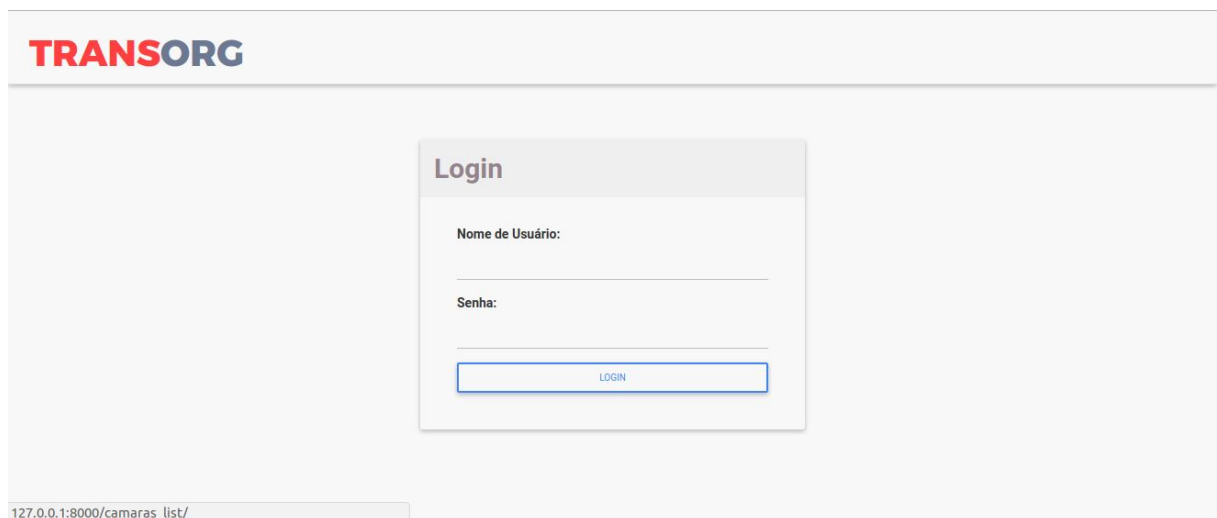 TRANSORG
Login
Nome de Usuário:
Senha:
LOGIN
127.0.0.1:8000/camaras_list/